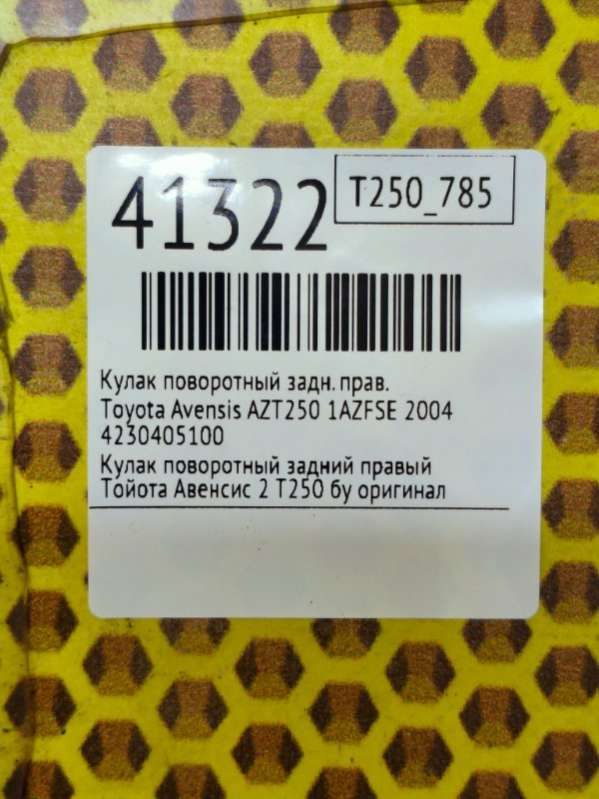 41322
T250_785
Кулак поворотный задн. прав.
Toyota Avensis AZT250 1AZFSE 2004
4230405100
Кулак поворотный задний правый
Тойота Авенсис 2 Т250 бу оригинал